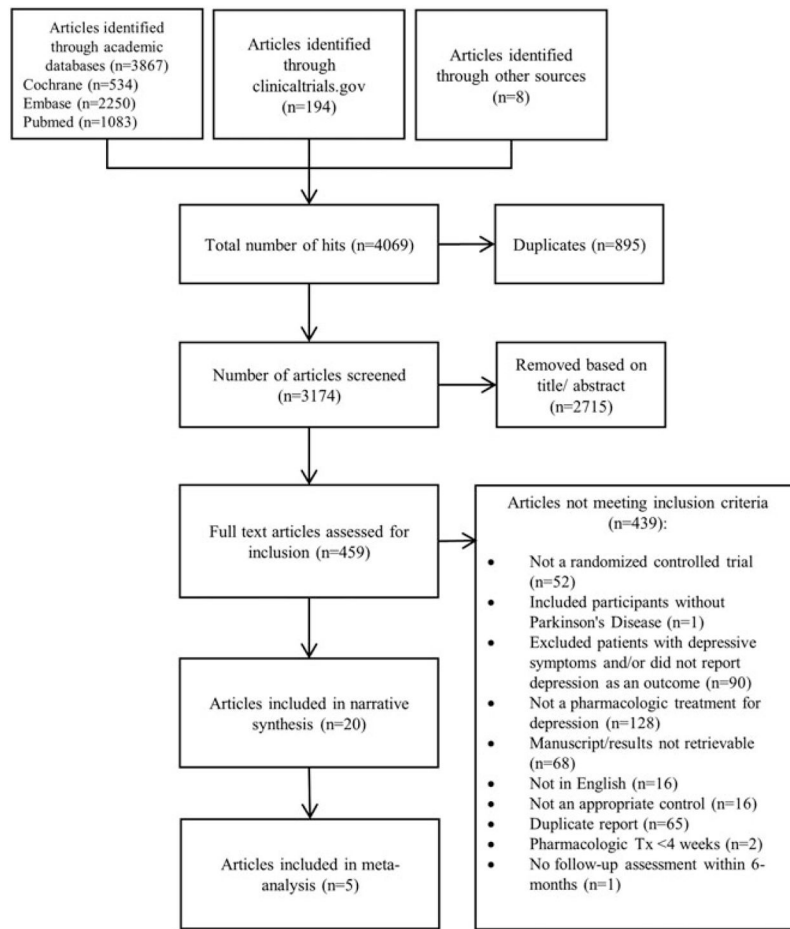 Articles identified
through academic
databases (n=3867)
Cochrane (n=534)
Embase (n=2250)
Pubmed (n=1083)
Articles identified
through
clinicaltrials.gov
(n=194)
Articles identified
through other sources
(n=8)
Total number of hits (n=4069)
Duplicates (n=895)
Number of articles screened
(n=3174)
Removed based on
title/ abstract
(n=2715)
Full text articles assessed for
inclusion (n=459)
Articles not meeting inclusion criteria
(n=439):
• Not a randomized controlled trial
(n=52)
• Included participants without
Parkinson's Disease (n=1)
• Excluded patients with depressive
symptoms and/or did not report
depression as an outcome (n=90)
• Not a pharmacologic treatment for
depression (n=128)
• Manuscript/results not retrievable
(n=68)
• Not in English (n=16)
• Not an appropriate control (n=16)
• Duplicate report (n=65)
• Pharmacologic Tx <4 weeks (n=2)
• No follow-up assessment within 6-
months (n=1)
Articles included in narrative
synthesis (n=20)
Articles included in meta-
analysis (n=5)